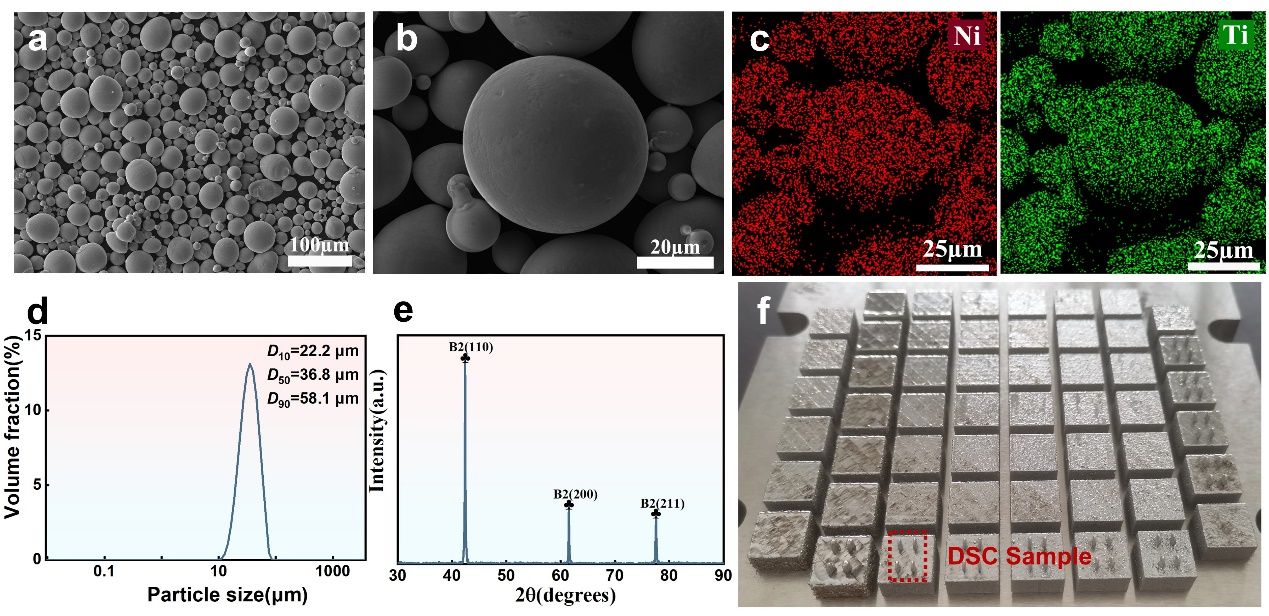 a
100μm
b
20μm
c
Ni
25μm
Ti
25μm
d
Volume fraction(%)
15
10
5
0
D10=22.2 μm
D50=36.8 μm
D90=58.1 μm
0.1 10 1000
Particle size(μm)
e
Intensity(a.u.)
B2(110)
B2(200)
B2(211)
30 40 50 60 70 80 90
2θ(degrees)
f
DSC Sample